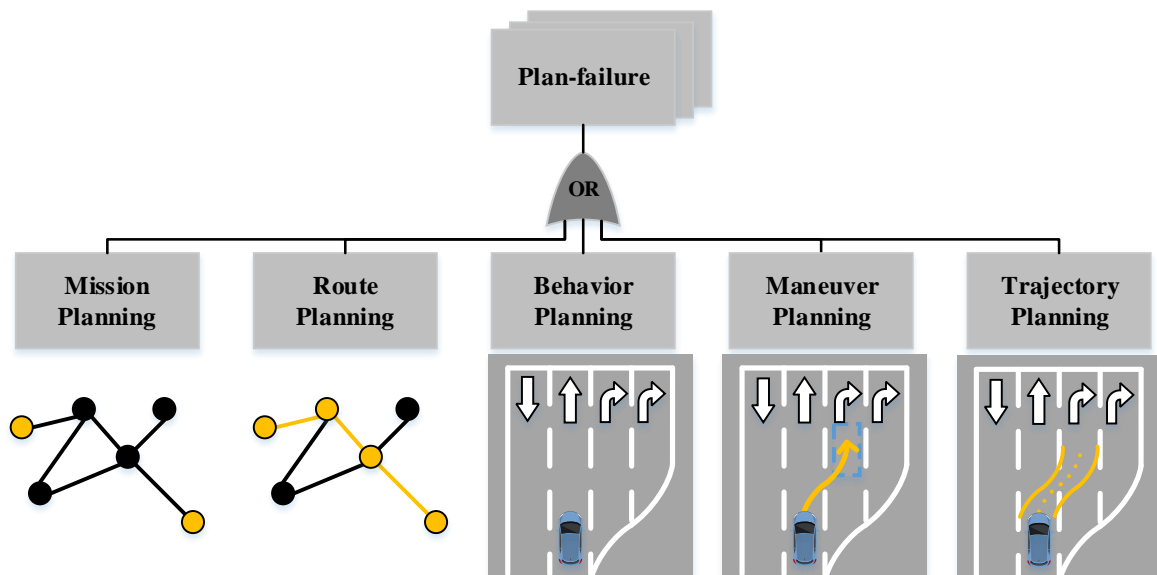 Plan-failure
OR
Mission
Planning
Route
Planning
Behavior
Planning
Maneuver
Planning
Trajectory
Planning